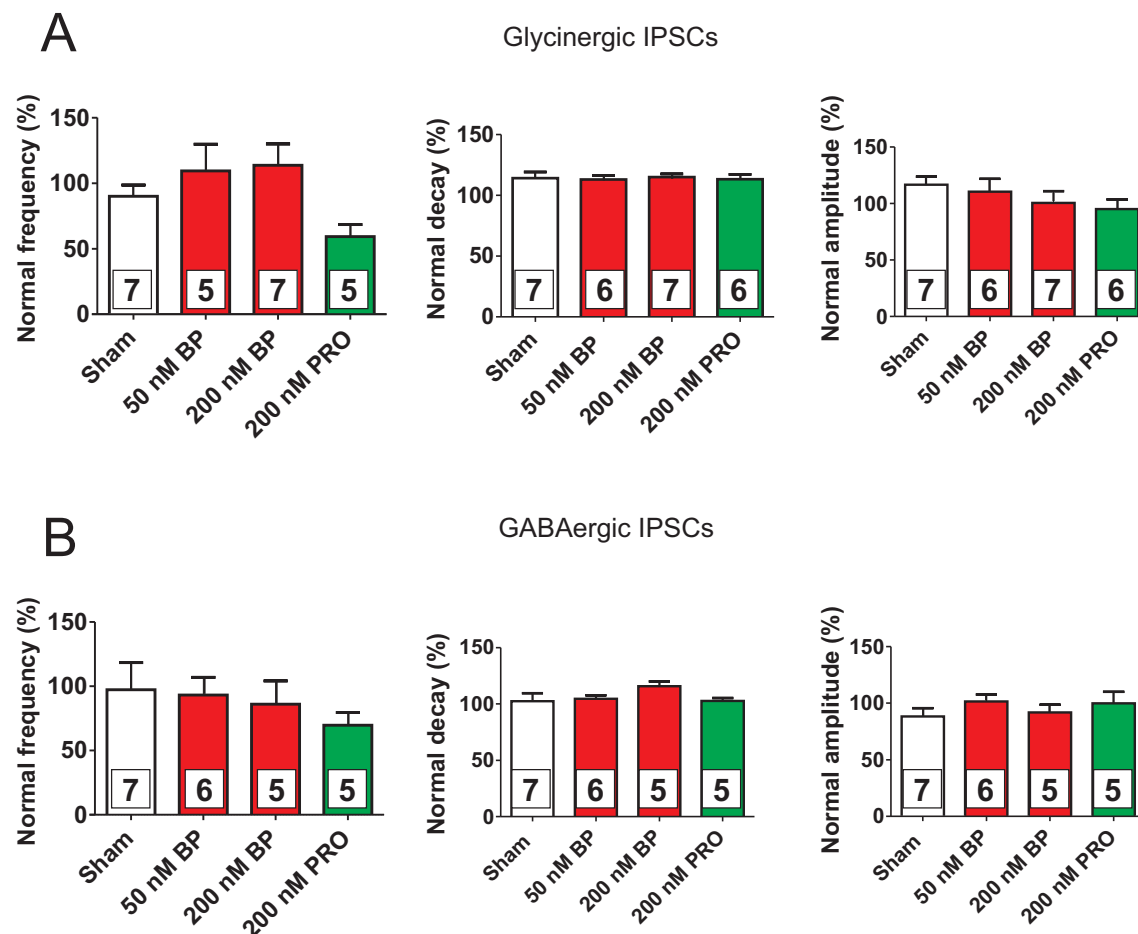 A
Glycinergic IPSCs
Normal frequency (%)
150
100
50
0
7
5
7
5
Sham
50 nM BP
200 nM BP
200 nM PRO
Normal decay (%)
150
100
50
0
7
6
7
6
Sham
50 nM BP
200 nM BP
200 nM PRO
Normal amplitude (%)
150
100
50
0
7
6
7
6
Sham
50 nM BP
200 nM BP
200 nM PRO
B
GABAergic IPSCs
Normal frequency (%)
150
100
50
0
7
6
5
5
Sham
50 nM BP
200 nM BP
200 nM PRO
Normal decay (%)
150
100
50
0
7
6
5
5
Sham
50 nM BP
200 nM BP
200 nM PRO
Normal amplitude (%)
150
100
50
0
7
6
5
5
Sham
50 nM BP
200 nM BP
200 nM PRO